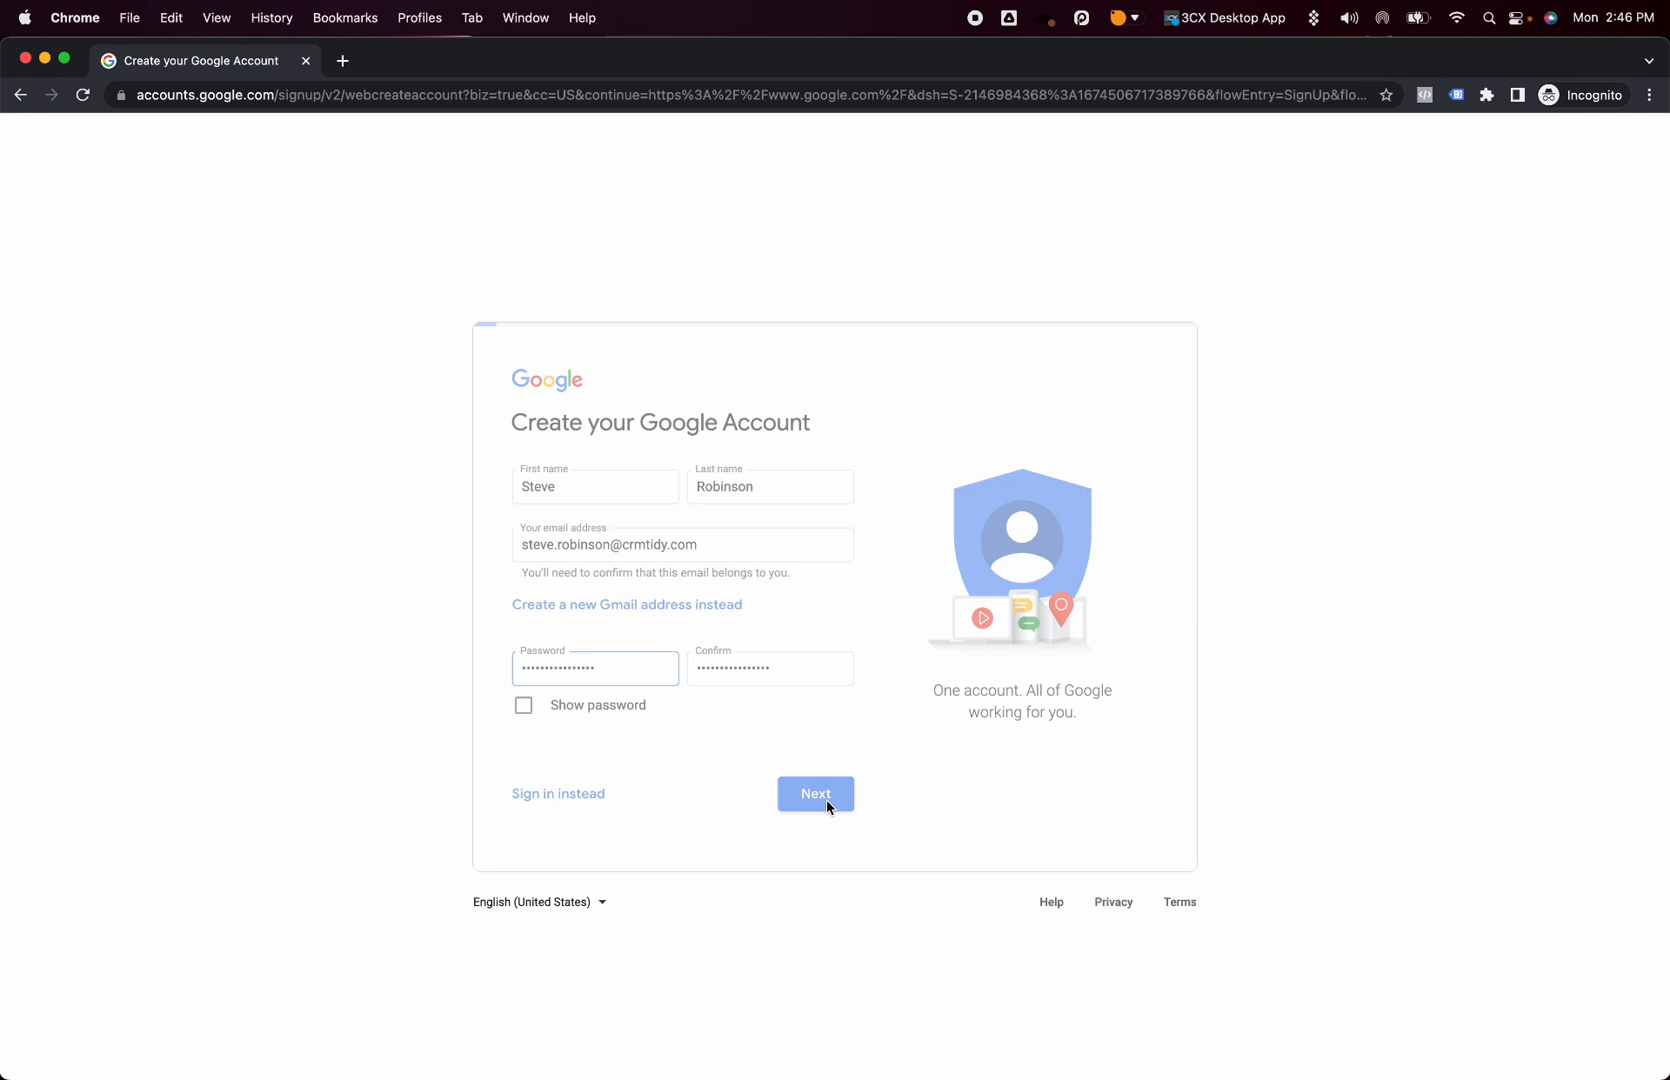 Chrome File Edit View History Bookmarks Profiles Tab Window Help 3CX Desktop App Mon 2:46 PM
Create your Google Account
accounts.google.com/signup/v2/webcreateaccount?biz=true&cc=US&continue=https%3A%2F%2Fwww.google.com%2F&dsh=S-2146984368%3A1674506717389766&flowEntry=SignUp&flo... Incognito
Google
Create your Google Account
First name Last name
Steve Robinson
Your email address
steve.robinson@crmtidy.com
You'll need to confirm that this email belongs to you.
Create a new Gmail address instead
Password Confirm
•••••••••••••••• ••••••••••••••••
Show password
One account. All of Google
working for you.
Sign in instead Next
English (United States) Help Privacy Terms